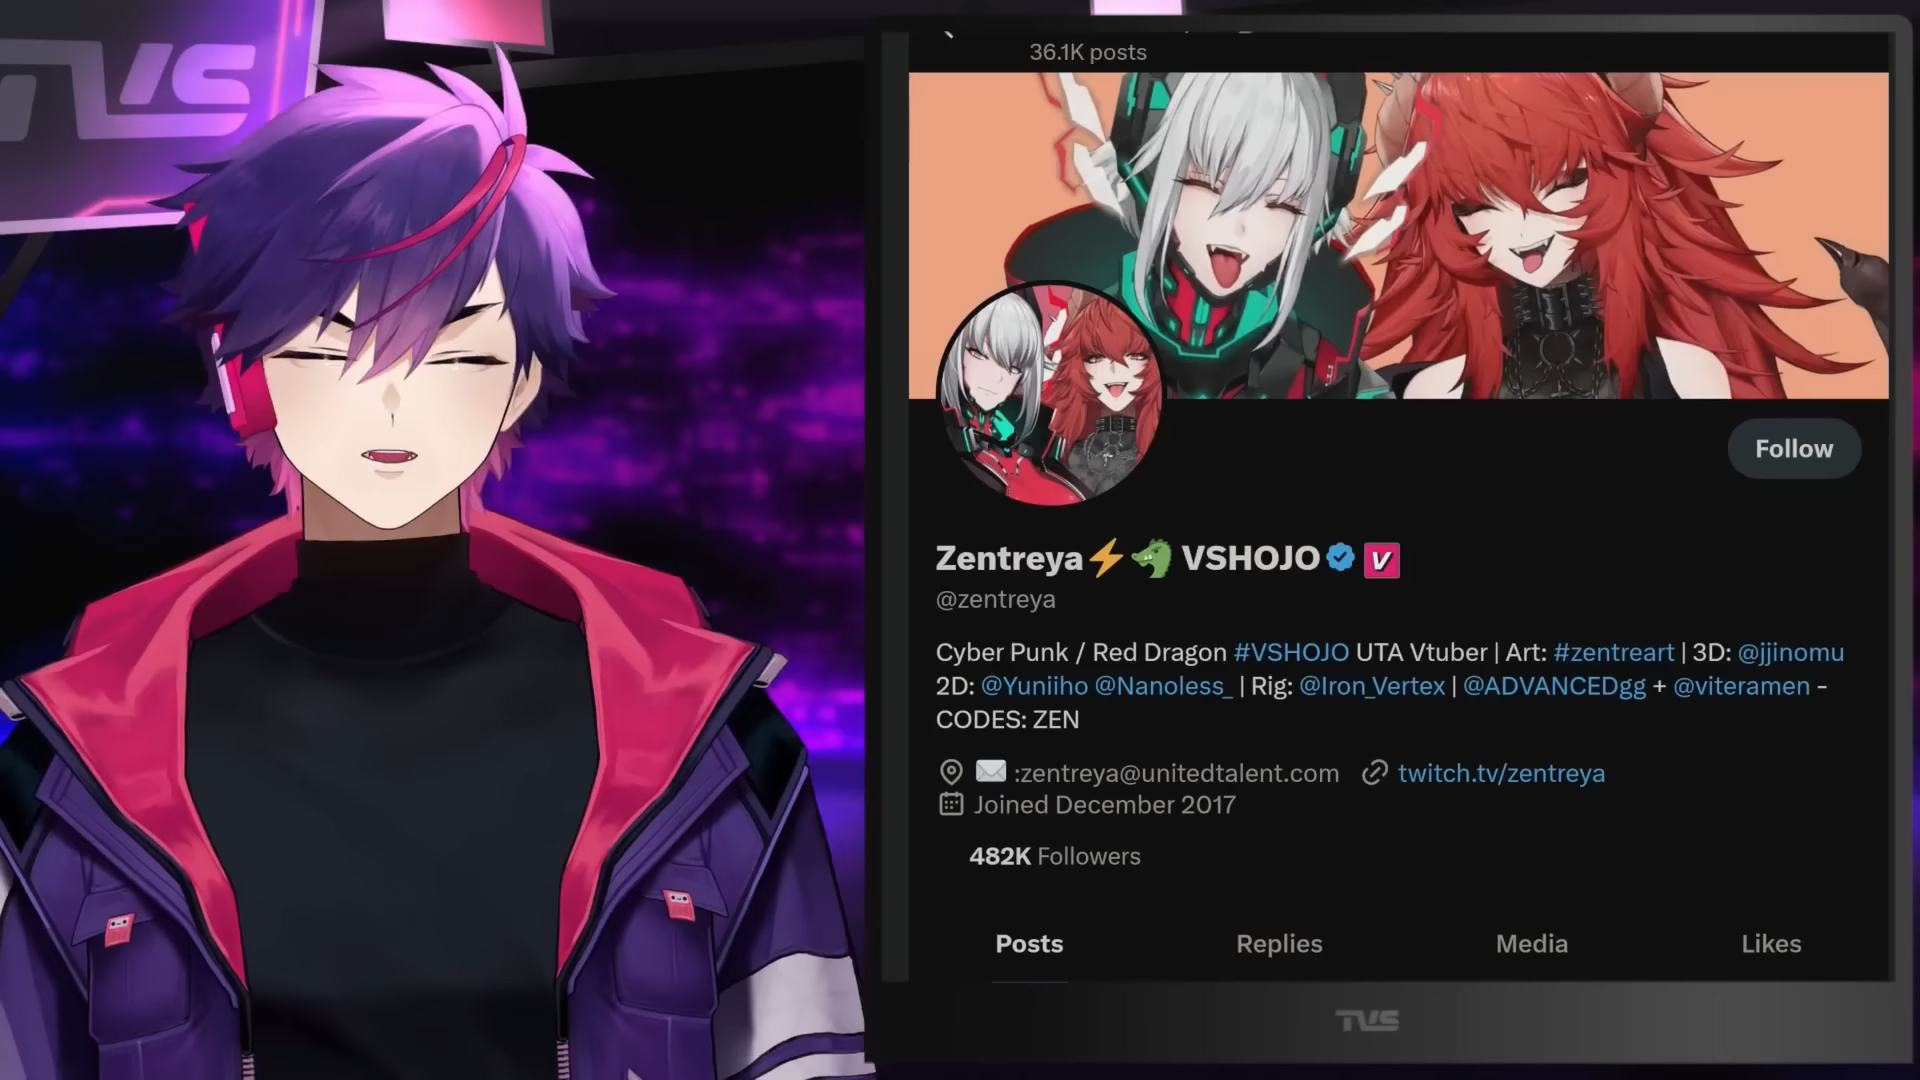 TVS
36.1K posts
Follow
Zentreya⚡🐲 VSHOJO V
@zentreya
Cyber Punk / Red Dragon #VSHOJO UTA Vtuber | Art: #zentreart | 3D: @jjinomu
2D: @Yuniiho @Nanoless_ | Rig: @Iron_Vertex | @ADVANCEDgg + @viteramen -
CODES: ZEN
✉️ :zentreya@unitedtalent.com twitch.tv/zentreya
Joined December 2017
482K Followers
Posts Replies Media Likes
TVS